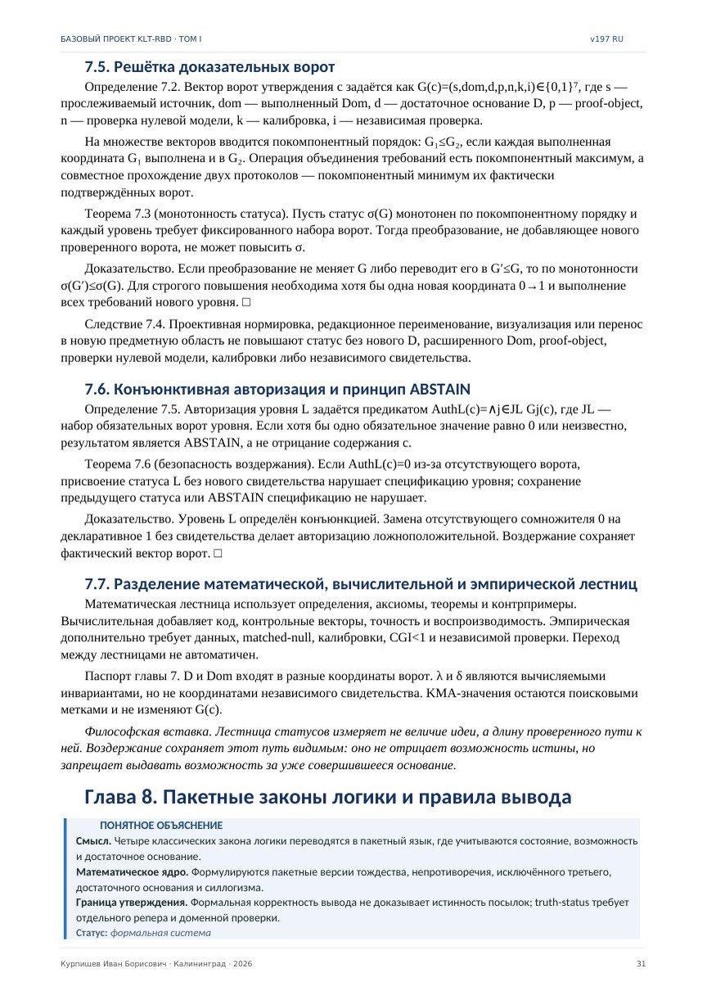 БАЗОВЫЙ ПРОЕКТ KLT-RBD · ТОМ I
v197 RU
7.5. Решётка доказательных ворот
Определение 7.2. Вектор ворот утверждения c задаётся как G(c)=(s,dom,d,p,n,k,i)∈{0,1}⁷, где s —
прослеживаемый источник, dom — выполненный Dom, d — достаточное основание D, p — proof-object,
n — проверка нулевой модели, k — калибровка, i — независимая проверка.
На множестве векторов вводится покомпонентный порядок: G₁≤G₂, если каждая выполненная
координата G₁ выполнена и в G₂. Операция объединения требований есть покомпонентный максимум, а
совместное прохождение двух протоколов — покомпонентный минимум их фактически
подтверждённых ворот.
Теорема 7.3 (монотонность статуса). Пусть статус σ(G) монотонен по покомпонентному порядку и
каждый уровень требует фиксированного набора ворот. Тогда преобразование, не добавляющее нового
проверенного ворота, не может повысить σ.
Доказательство. Если преобразование не меняет G либо переводит его в G′≤G, то по монотонности
σ(G′)≤σ(G). Для строгого повышения необходима хотя бы одна новая координата 0→1 и выполнение
всех требований нового уровня. □
Следствие 7.4. Проективная нормировка, редакционное переименование, визуализация или перенос
в новую предметную область не повышают статус без нового D, расширенного Dom, proof-object,
проверки нулевой модели, калибровки либо независимого свидетельства.
7.6. Конъюнктивная авторизация и принцип ABSTAIN
Определение 7.5. Авторизация уровня L задаётся предикатом AuthL(c)=∧j∈JL Gj(c), где JL —
набор обязательных ворот уровня. Если хотя бы одно обязательное значение равно 0 или неизвестно,
результатом является ABSTAIN, а не отрицание содержания c.
Теорема 7.6 (безопасность воздержания). Если AuthL(c)=0 из-за отсутствующего ворота,
присвоение статуса L без нового свидетельства нарушает спецификацию уровня; сохранение
предыдущего статуса или ABSTAIN спецификацию не нарушает.
Доказательство. Уровень L определён конъюнкцией. Замена отсутствующего сомножителя 0 на
декларативное 1 без свидетельства делает авторизацию ложноположительной. Воздержание сохраняет
фактический вектор ворот. □
7.7. Разделение математической, вычислительной и эмпирической лестниц
Математическая лестница использует определения, аксиомы, теоремы и контрпримеры.
Вычислительная добавляет код, контрольные векторы, точность и воспроизводимость. Эмпирическая
дополнительно требует данных, matched-null, калибровки, CGI<1 и независимой проверки. Переход
между лестницами не автоматичен.
Паспорт главы 7. D и Dom входят в разные координаты ворот. λ и δ являются вычисляемыми
инвариантами, но не координатами независимого свидетельства. KMA-значения остаются поисковыми
метками и не изменяют G(c).
Философская вставка. Лестница статусов измеряет не величие идеи, а длину проверенного пути к
ней. Воздержание сохраняет этот путь видимым: оно не отрицает возможность истины, но
запрещает выдавать возможность за уже совершившееся основание.
Глава 8. Пакетные законы логики и правила вывода
ПОНЯТНОЕ ОБЪЯСНЕНИЕ
Смысл. Четыре классических закона логики переводятся в пакетный язык, где учитываются состояние, возможность
и достаточное основание.
Математическое ядро. Формулируются пакетные версии тождества, непротиворечия, исключённого третьего,
достаточного основания и силлогизма.
Граница утверждения. Формальная корректность вывода не доказывает истинность посылок; truth-status требует
отдельного репера и доменной проверки.
Статус: формальная система
Курпишев Иван Борисович · Калининград · 2026
31